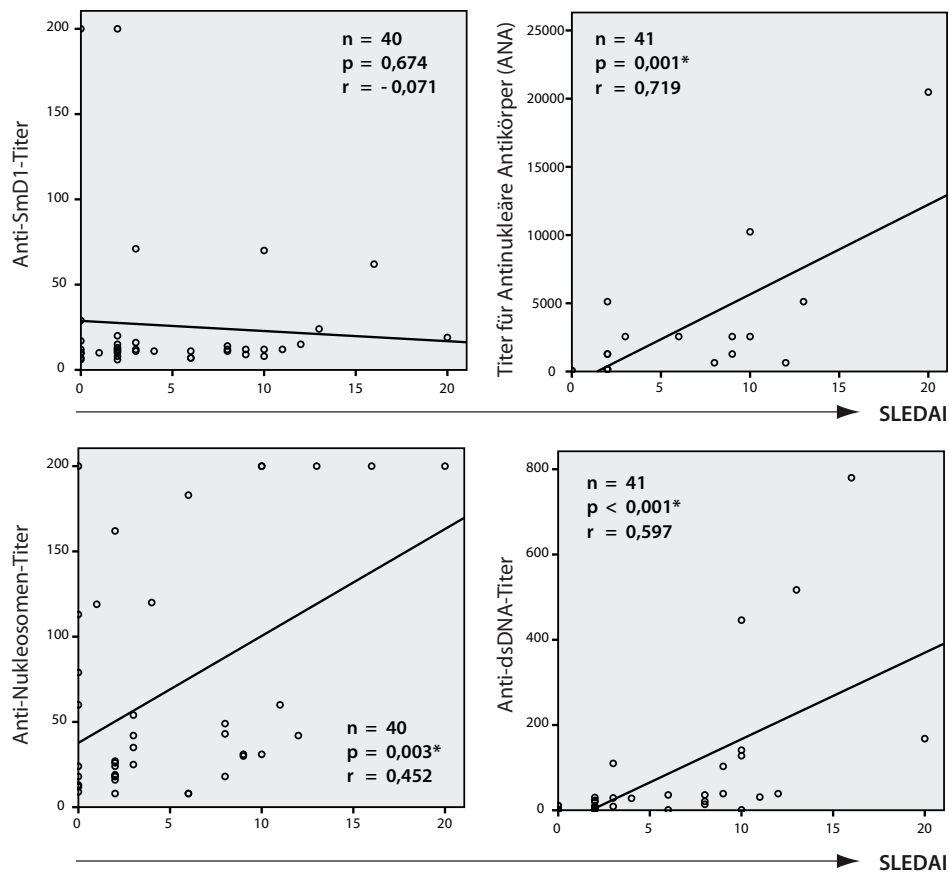 Anti-SmD1-Titer
200
150
100
50
0
0
5
10
15
20
n = 40
p = 0,674
r = - 0,071
Titer für Antinukleäre Antikörper (ANA)
25000
20000
15000
10000
5000
0
0
5
10
15
20
n = 41
p = 0,001*
r = 0,719
SLEDAI
Anti-Nukleosomen-Titer
200
150
100
50
0
0
5
10
15
20
n = 40
p = 0,003*
r = 0,452
Anti-dsDNA-Titer
800
600
400
200
0
0
5
10
15
20
n = 41
p < 0,001*
r = 0,597
SLEDAI